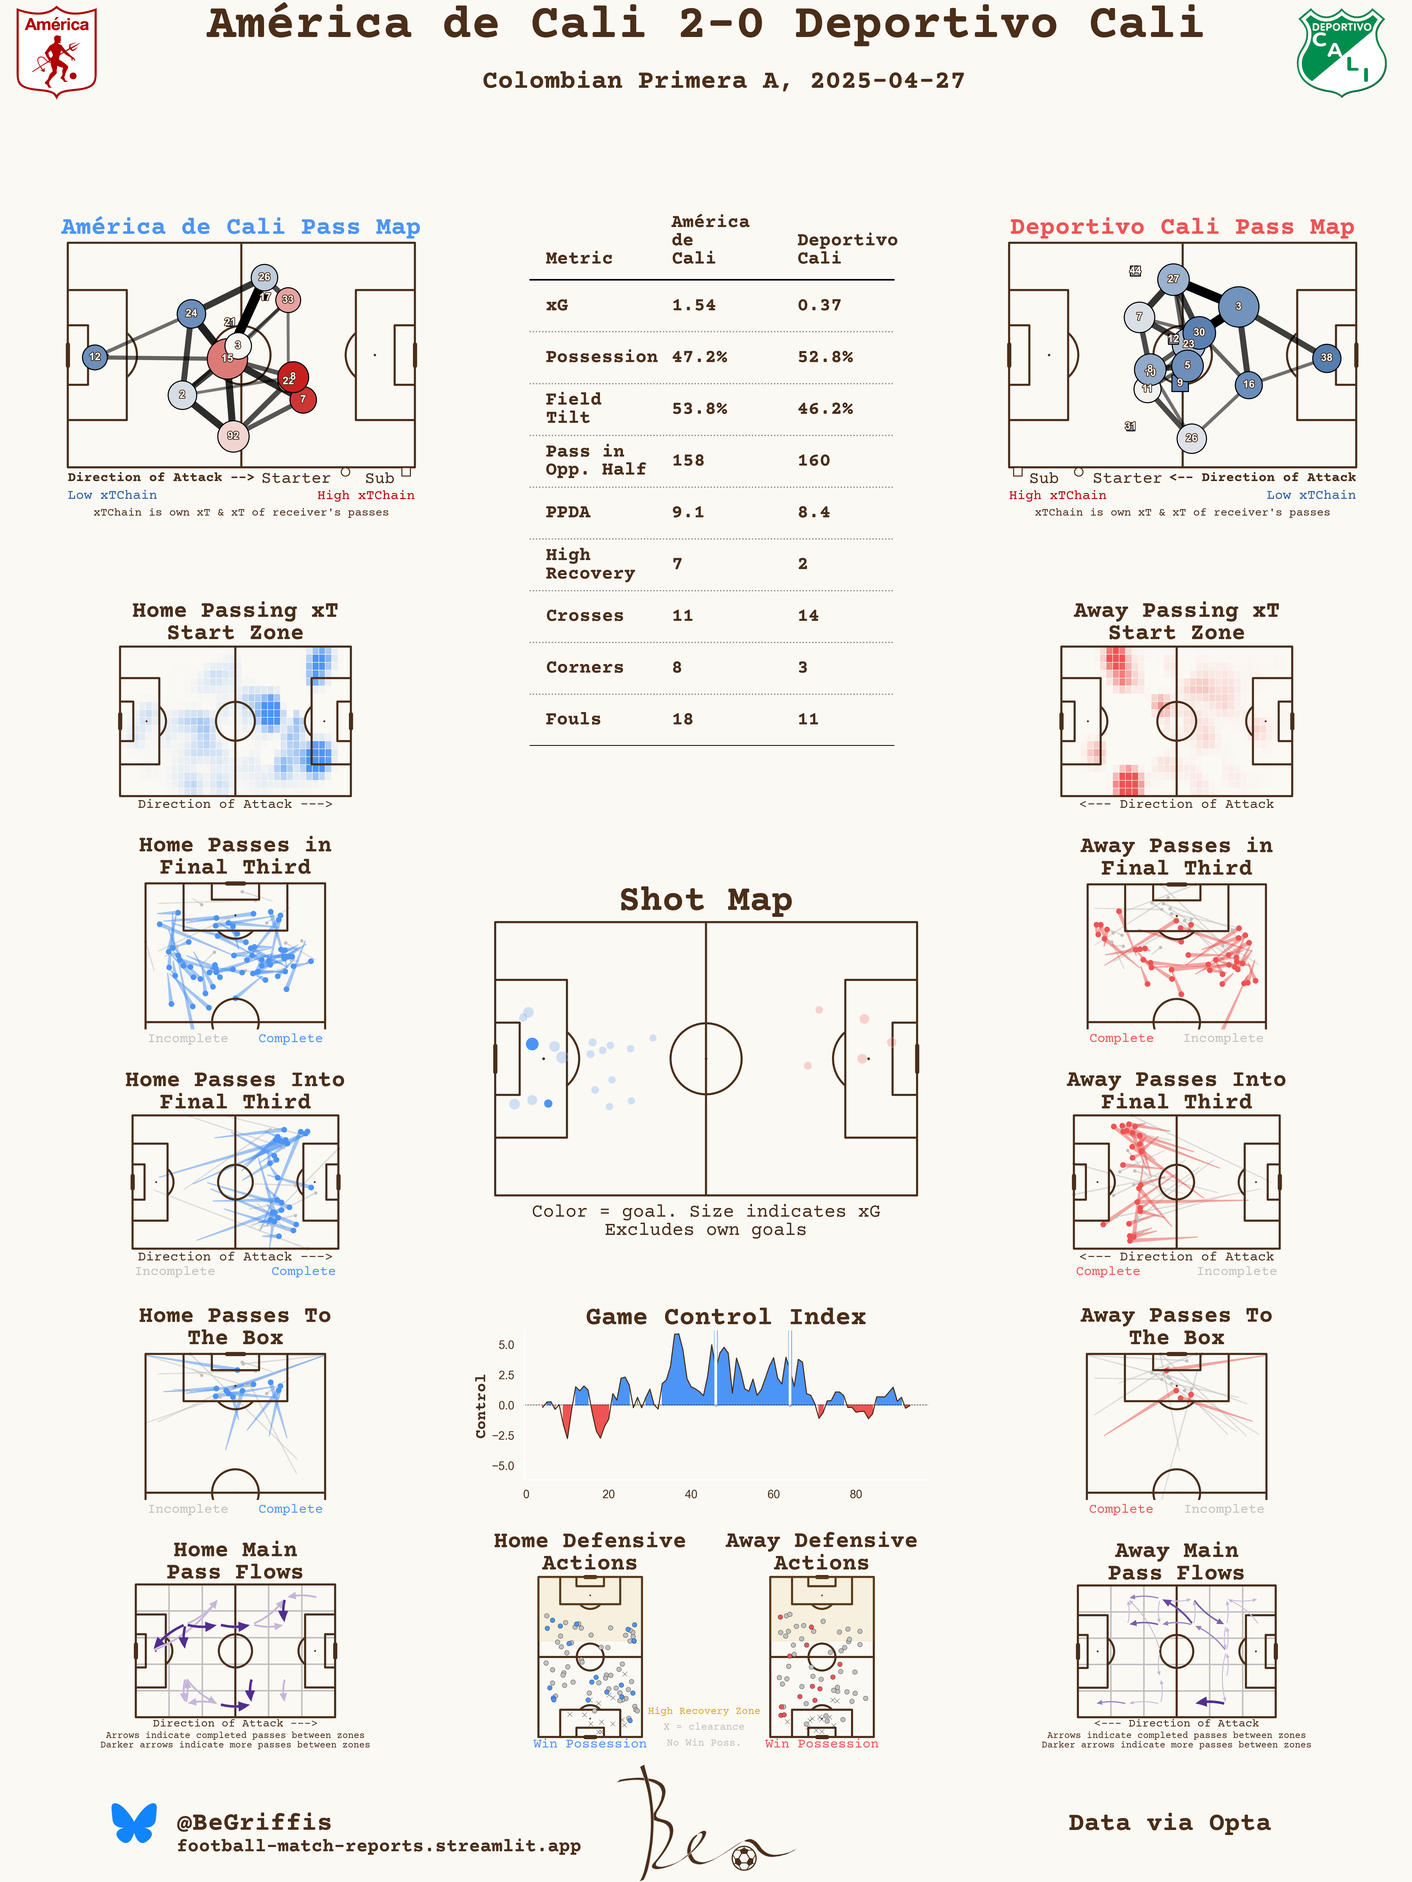 América de Cali 2-0 Deportivo Cali
Colombian Primera A, 2025-04-27
América
DEPORTIVO
CALI
América de Cali Pass Map
26
17
33
24
21
3
12
15
8
22
2
7
92
Direction of Attack --> Starter Sub
Low xTChain High xTChain
xTChain is own xT & xT of receiver's passes
Metric América de Cali Deportivo Cali
xG 1.54 0.37
Possession 47.2% 52.8%
Field Tilt 53.8% 46.2%
Pass in Opp. Half 158 160
PPDA 9.1 8.4
High Recovery 7 2
Crosses 11 14
Corners 8 3
Fouls 18 11
Deportivo Cali Pass Map
44
27
3
7
30
12
23
38
5
8
16
9
11
31
26
Sub Starter <-- Direction of Attack
High xTChain Low xTChain
xTChain is own xT & xT of receiver's passes
Home Passing xT
Start Zone
Direction of Attack --->
Away Passing xT
Start Zone
<--- Direction of Attack
Home Passes in
Final Third
Incomplete Complete
Away Passes in
Final Third
Complete Incomplete
Shot Map
Color = goal. Size indicates xG
Excludes own goals
Home Passes Into
Final Third
Direction of Attack --->
Incomplete Complete
Away Passes Into
Final Third
<--- Direction of Attack
Complete Incomplete
Home Passes To
The Box
Incomplete Complete
Game Control Index
Control
5.0
2.5
0.0
−2.5
−5.0
0 20 40 60 80
Away Passes To
The Box
Complete Incomplete
Home Main
Pass Flows
Direction of Attack --->
Arrows indicate completed passes between zones
Darker arrows indicate more passes between zones
Home Defensive
Actions
Win Possession
Away Defensive
Actions
Win Possession
High Recovery Zone
X = clearance
No Win Poss.
Away Main
Pass Flows
<--- Direction of Attack
Arrows indicate completed passes between zones
Darker arrows indicate more passes between zones
@BeGriffis
football-match-reports.streamlit.app
Ben
Data via Opta